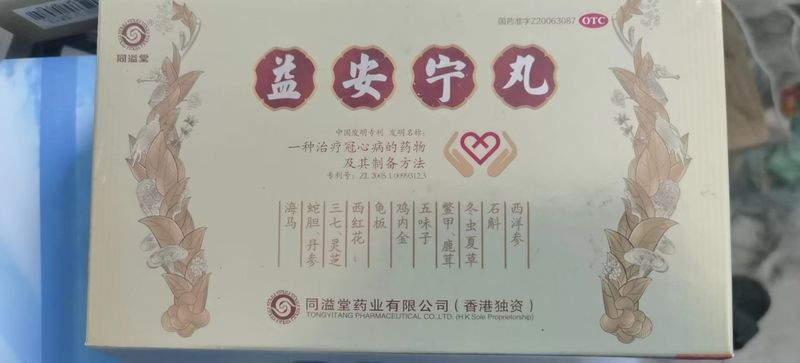 国药准字Z20063087 OTC
同溢堂
益安宁丸
中国发明专利 发明名称:
一种治疗冠心病的药物
及其制备方法
专利号: ZL 2005 1 0099312.3
西洋参
石斛
冬虫夏草
鳖甲、鹿茸
五味子
鸡内金
龟板
西红花
三七、灵芝
蛇胆、丹参
海马
同溢堂药业有限公司(香港独资)
TONGYITANG PHARMACEUTICAL CO.,LTD. (H.K Sole Proprietorship)